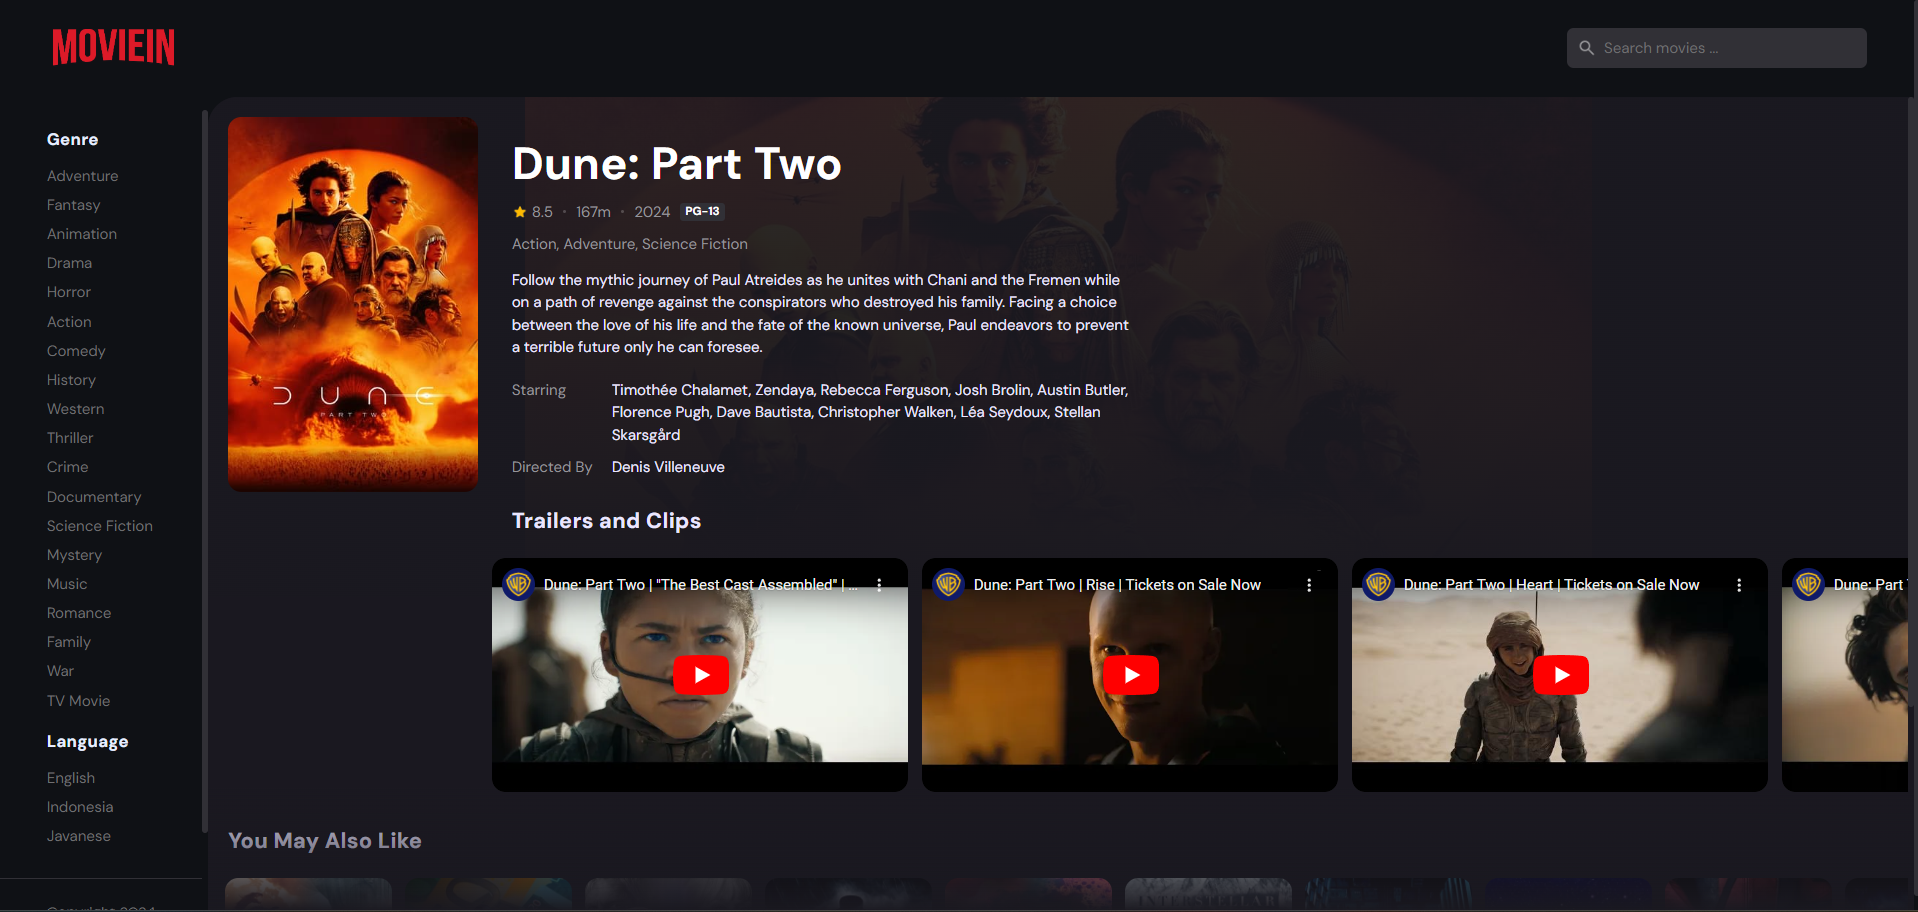 MOVIEIN
Search movies ...
Genre
Adventure
Fantasy
Animation
Drama
Horror
Action
Comedy
History
Western
Thriller
Crime
Documentary
Science Fiction
Mystery
Music
Romance
Family
War
TV Movie
Language
English
Indonesia
Javanese
DUNE
PART TWO
Dune: Part Two
8.5 • 167m • 2024 PG-13
Action, Adventure, Science Fiction
Follow the mythic journey of Paul Atreides as he unites with Chani and the Fremen while
on a path of revenge against the conspirators who destroyed his family. Facing a choice
between the love of his life and the fate of the known universe, Paul endeavors to prevent
a terrible future only he can foresee.
Starring Timothée Chalamet, Zendaya, Rebecca Ferguson, Josh Brolin, Austin Butler,
Florence Pugh, Dave Bautista, Christopher Walken, Léa Seydoux, Stellan
Skarsgård
Directed By Denis Villeneuve
Trailers and Clips
Dune: Part Two | "The Best Cast Assembled" | ...
Dune: Part Two | Rise | Tickets on Sale Now
Dune: Part Two | Heart | Tickets on Sale Now
Dune: Part
You May Also Like